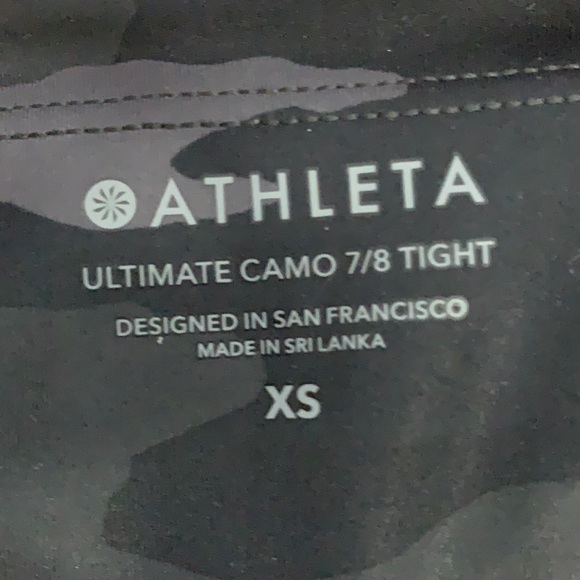 ATHLETA
ULTIMATE CAMO 7/8 TIGHT
DESIGNED IN SAN FRANCISCO
MADE IN SRI LANKA
XS